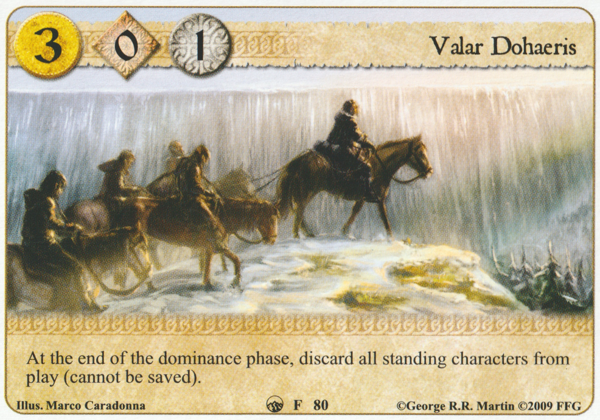 3 0 1 Valar Dohaeris
At the end of the dominance phase, discard all standing characters from
play (cannot be saved).
Illus. Marco Caradonna F 80 ©George R.R. Martin ©2009 FFG